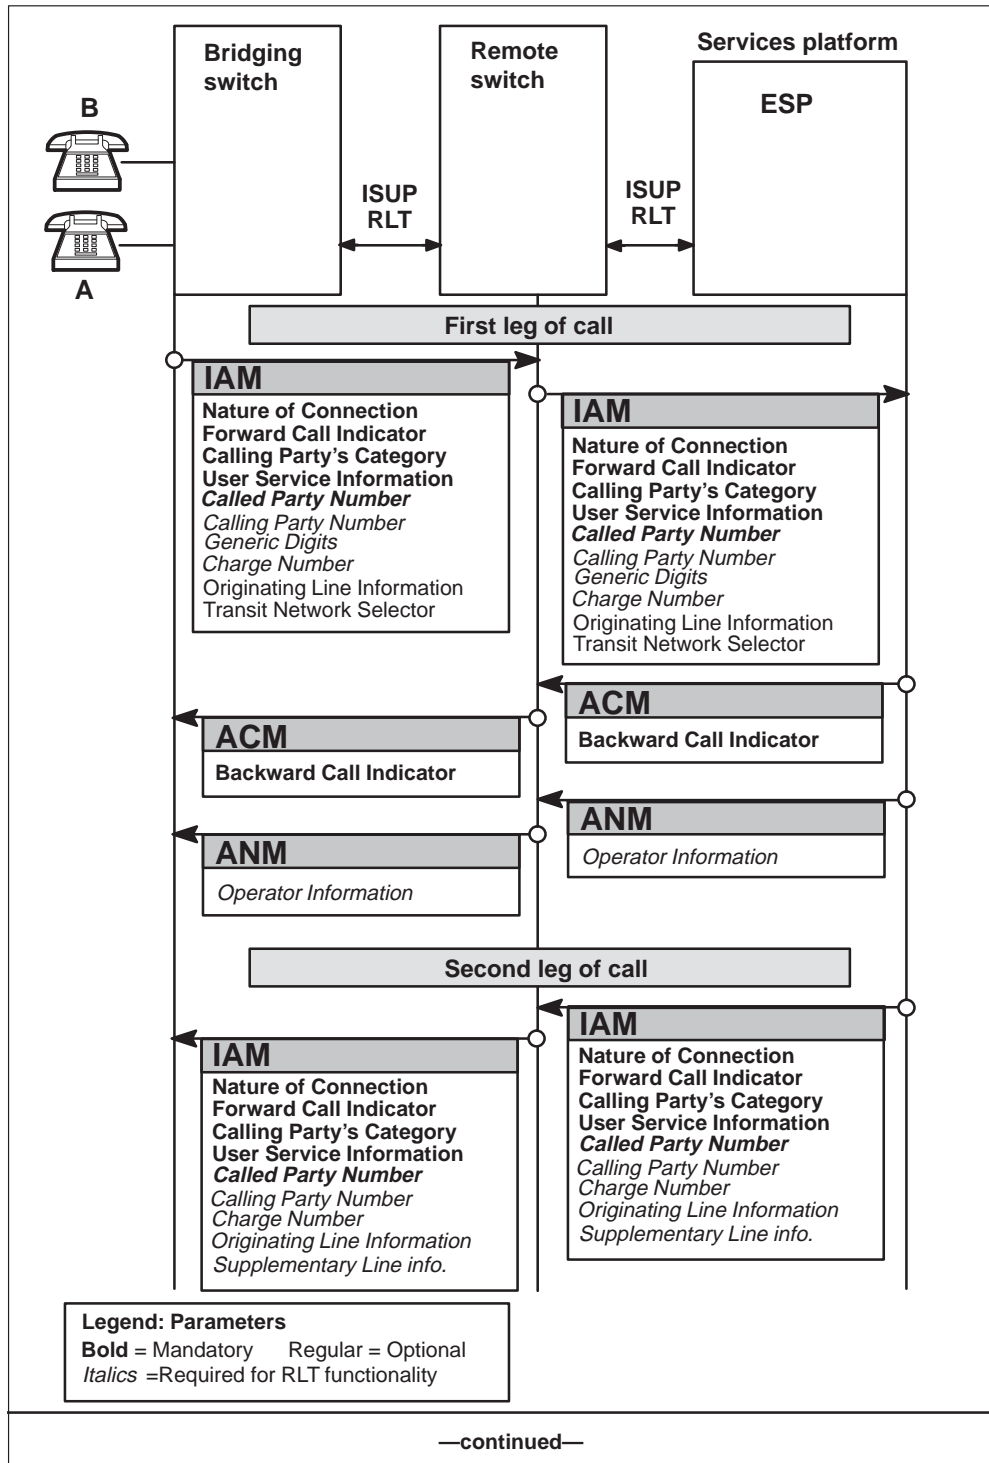 Bridging
switch
Remote
switch
Services platform
ESP
B
A
ISUP
RLT
ISUP
RLT
First leg of call
IAM
Nature of Connection
Forward Call Indicator
Calling Party's Category
User Service Information
Called Party Number
Calling Party Number
Generic Digits
Charge Number
Originating Line Information
Transit Network Selector
IAM
Nature of Connection
Forward Call Indicator
Calling Party's Category
User Service Information
Called Party Number
Calling Party Number
Generic Digits
Charge Number
Originating Line Information
Transit Network Selector
ACM
Backward Call Indicator
ACM
Backward Call Indicator
ANM
Operator Information
ANM
Operator Information
Second leg of call
IAM
Nature of Connection
Forward Call Indicator
Calling Party's Category
User Service Information
Called Party Number
Calling Party Number
Charge Number
Originating Line Information
Supplementary Line info.
IAM
Nature of Connection
Forward Call Indicator
Calling Party's Category
User Service Information
Called Party Number
Calling Party Number
Charge Number
Originating Line Information
Supplementary Line info.
Legend: Parameters
Bold = Mandatory Regular = Optional
Italics =Required for RLT functionality
—continued—